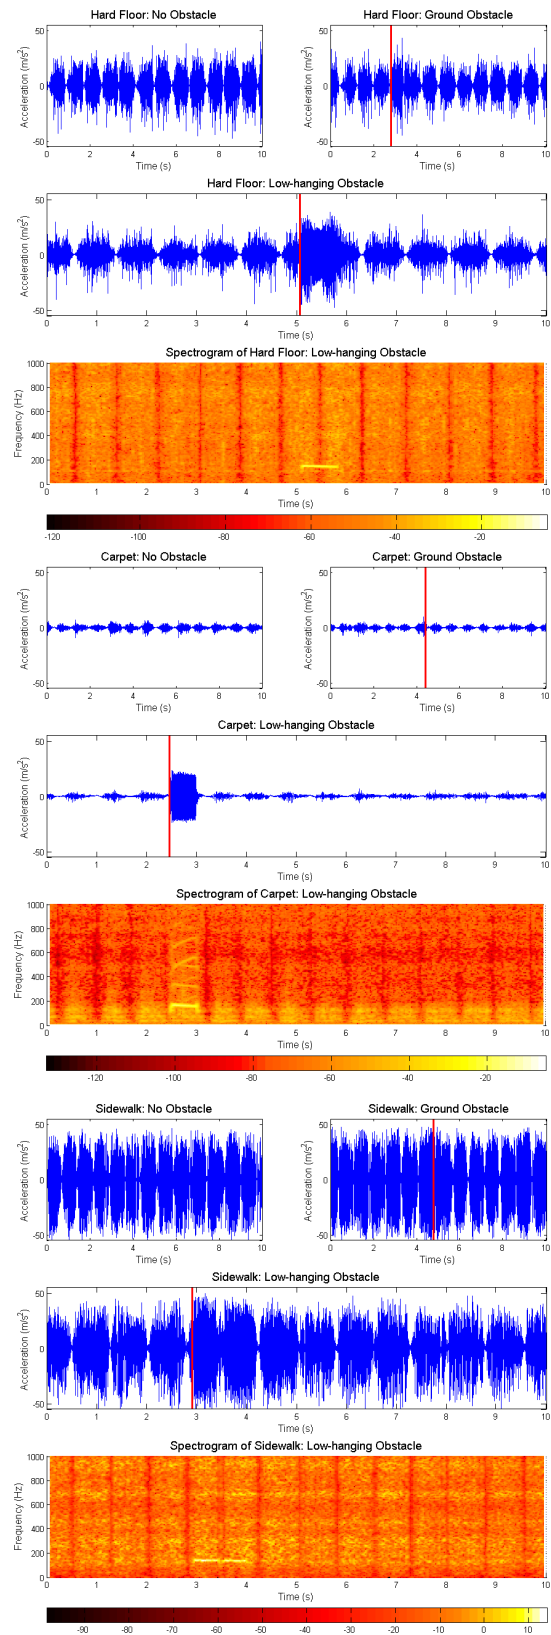 Hard Floor: No Obstacle
Acceleration (m/s²)
50
0
-50
0 2 4 6 8 10
Time (s)
Hard Floor: Ground Obstacle
Acceleration (m/s²)
50
0
-50
0 2 4 6 8 10
Time (s)
Hard Floor: Low-hanging Obstacle
Acceleration (m/s²)
50
0
-50
0 1 2 3 4 5 6 7 8 9 10
Time (s)
Spectrogram of Hard Floor: Low-hanging Obstacle
Frequency (Hz)
1000
800
600
400
200
0
0 1 2 3 4 5 6 7 8 9 10
Time (s)
-120 -100 -80 -60 -40 -20
Carpet: No Obstacle
Acceleration (m/s²)
50
0
-50
0 2 4 6 8 10
Time (s)
Carpet: Ground Obstacle
Acceleration (m/s²)
50
0
-50
0 2 4 6 8 10
Time (s)
Carpet: Low-hanging Obstacle
Acceleration (m/s²)
50
0
-50
0 1 2 3 4 5 6 7 8 9 10
Time (s)
Spectrogram of Carpet: Low-hanging Obstacle
Frequency (Hz)
1000
800
600
400
200
0
0 1 2 3 4 5 6 7 8 9 10
Time (s)
-120 -100 -80 -60 -40 -20
Sidewalk: No Obstacle
Acceleration (m/s²)
50
0
-50
0 2 4 6 8 10
Time (s)
Sidewalk: Ground Obstacle
Acceleration (m/s²)
50
0
-50
0 2 4 6 8 10
Time (s)
Sidewalk: Low-hanging Obstacle
Acceleration (m/s²)
50
0
-50
0 1 2 3 4 5 6 7 8 9 10
Time (s)
Spectrogram of Sidewalk: Low-hanging Obstacle
Frequency (Hz)
1000
800
600
400
200
0
0 1 2 3 4 5 6 7 8 9 10
Time (s)
-90 -80 -70 -60 -50 -40 -30 -20 -10 0 10